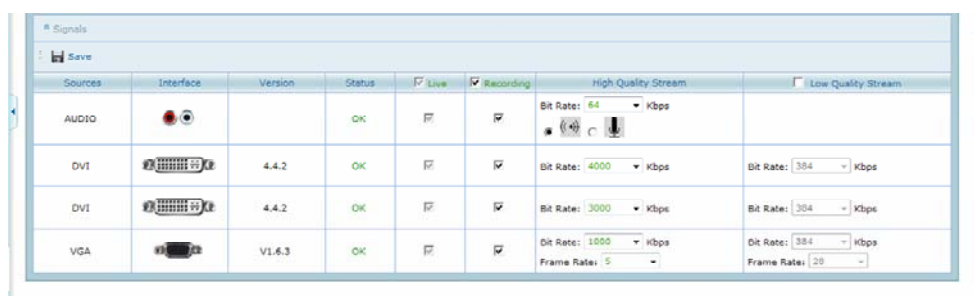 Signals
Save
Sources Interface Version Status Live Recording High Quality Stream Low Quality Stream
AUDIO OK Bit Rate: 64 Kbps
DVI 4.4.2 OK Bit Rate: 4000 Kbps Bit Rate: 384 Kbps
DVI 4.4.2 OK Bit Rate: 3000 Kbps Bit Rate: 384 Kbps
VGA V1.6.3 OK Bit Rate: 1000 Kbps Bit Rate: 384 Kbps
Frame Rate: 5 Frame Rate: 28